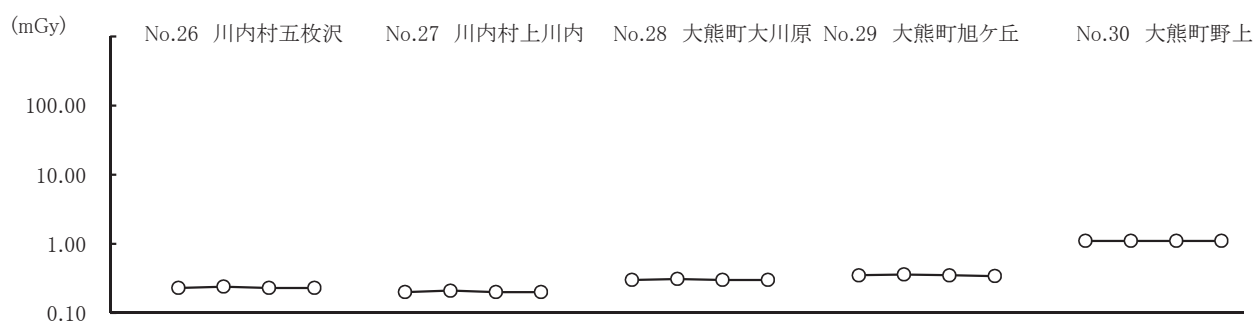 (mGy)
No.26 川内村五枚沢
No.27 川内村上川内
No.28 大熊町大川原
No.29 大熊町旭ケ丘
No.30 大熊町野上
100.00
10.00
1.00
0.10